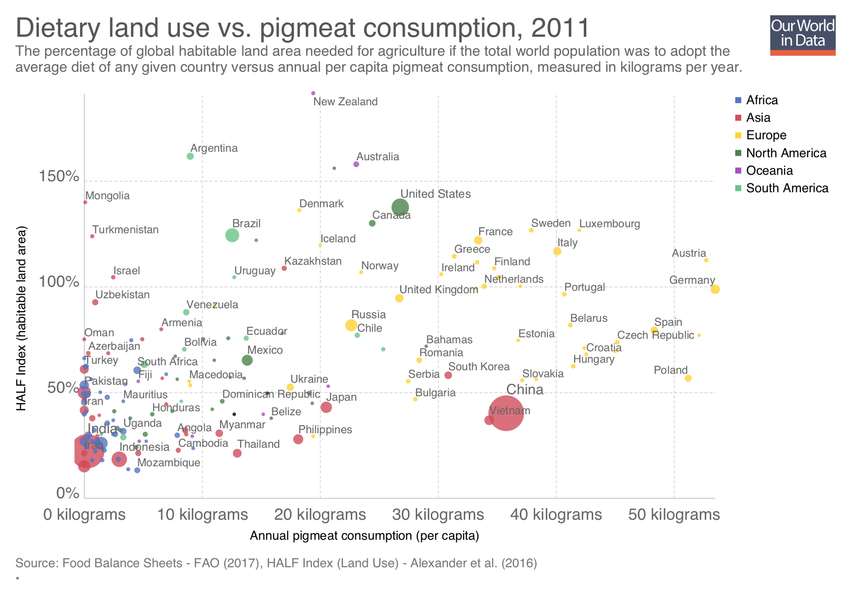 Dietary land use vs. pigmeat consumption, 2011
Our World
in Data
The percentage of global habitable land area needed for agriculture if the total world population was to adopt the
average diet of any given country versus annual per capita pigmeat consumption, measured in kilograms per year.
New Zealand
Africa
Asia
Europe
North America
Oceania
South America
Argentina
Australia
150%
Mongolia
United States
Denmark
Canada
Turkmenistan
Brazil
Iceland
France
Sweden
Luxembourg
Italy
Greece
Israel
Uruguay
Kazakhstan
Norway
Ireland
Finland
Austria
100%
Uzbekistan
United Kingdom
Netherlands
Portugal
Germany
Venezuela
Russia
Oman
Armenia
Ecuador
Chile
Belarus
Spain
Azerbaijan
Bolivia
Bahamas
Estonia
Czech Republic
Turkey
South Africa
Mexico
Romania
Croatia
Hungary
Pakistan
Fiji
Macedonia
Serbia
South Korea
Slovakia
Poland
50%
Iran
Mauritius
Dominican Republic
Ukraine
Japan
Bulgaria
China
Honduras
Belize
Vietnam
India
Uganda
Angola
Myanmar
Philippines
Iraq
Indonesia
Cambodia
Thailand
Mozambique
0%
0 kilograms
10 kilograms
20 kilograms
30 kilograms
40 kilograms
50 kilograms
HALF Index (habitable land area)
Annual pigmeat consumption (per capita)
Source: Food Balance Sheets - FAO (2017), HALF Index (Land Use) - Alexander et al. (2016)